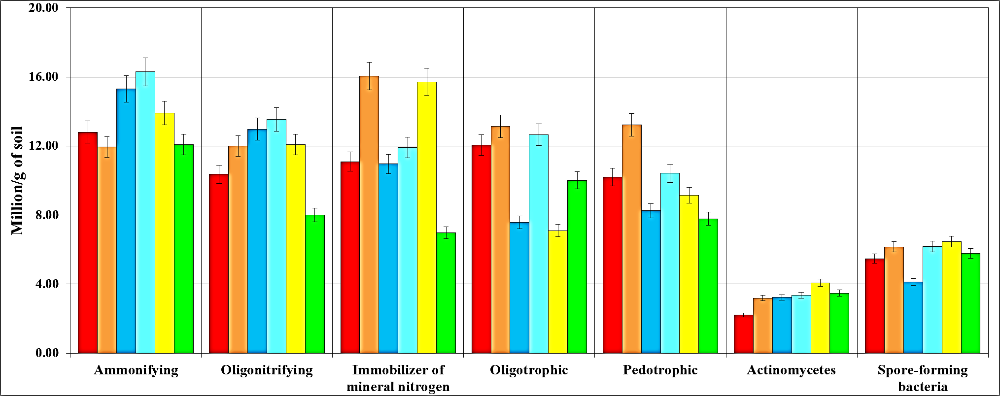 20.00
16.00
12.00
8.00
4.00
0.00
Million/g of soil
Ammonifying
Oligonitrifying
Immobilizer of
mineral nitrogen
Oligotrophic
Pedotrophic
Actinomycetes
Spore-forming
bacteria